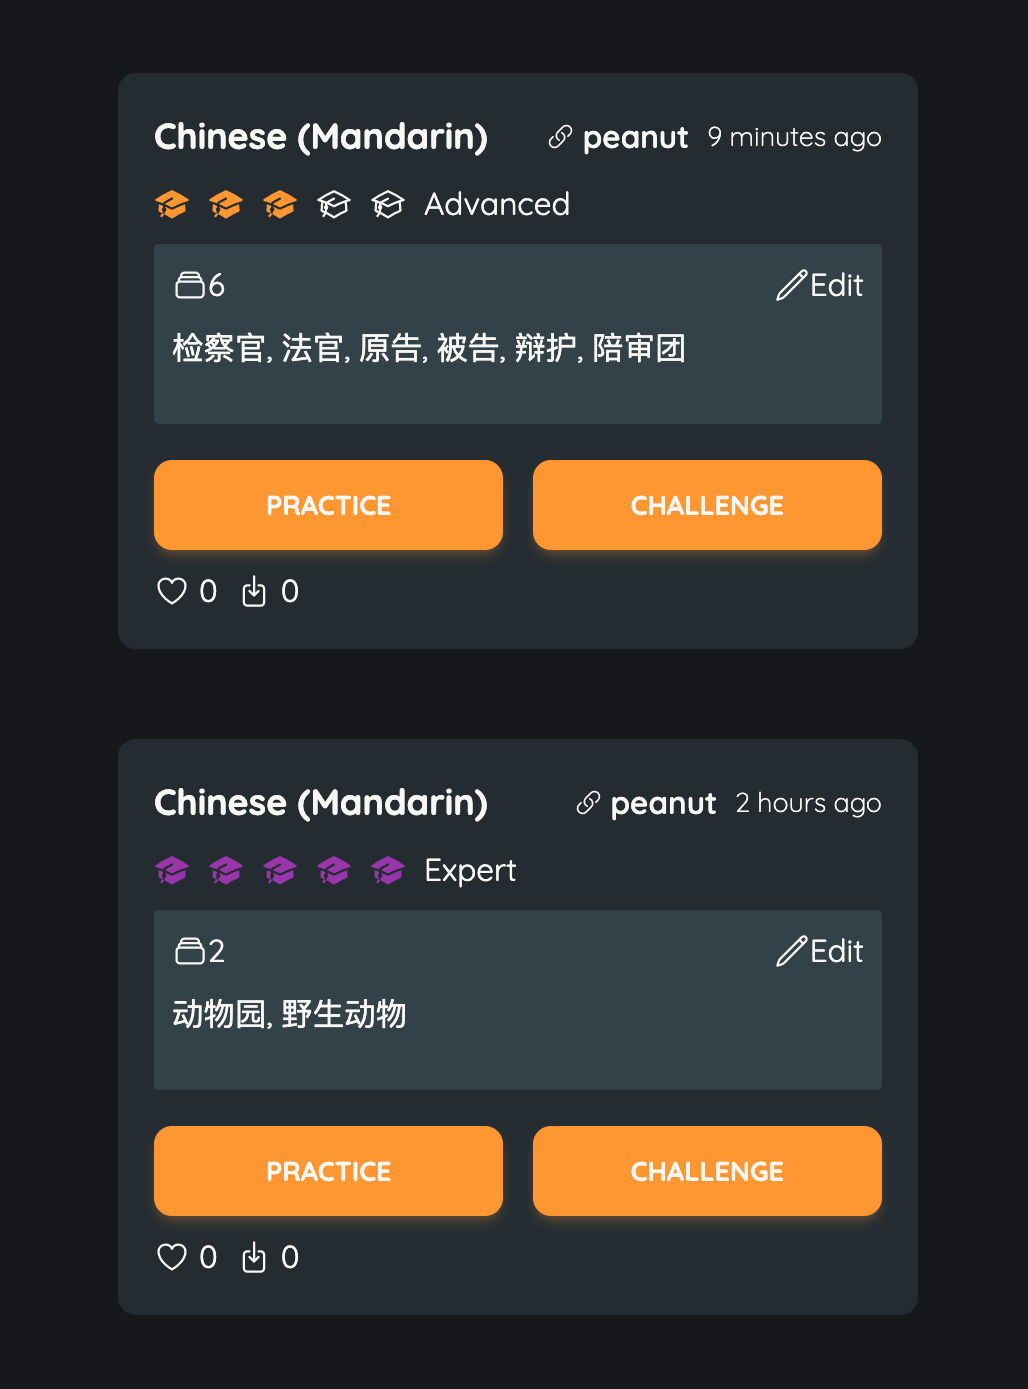 Chinese (Mandarin) peanut 9 minutes ago
Advanced
6 Edit
检察官, 法官, 原告, 被告, 辩护, 陪审团
PRACTICE CHALLENGE
0 0
Chinese (Mandarin) peanut 2 hours ago
Expert
2 Edit
动物园, 野生动物
PRACTICE CHALLENGE
0 0